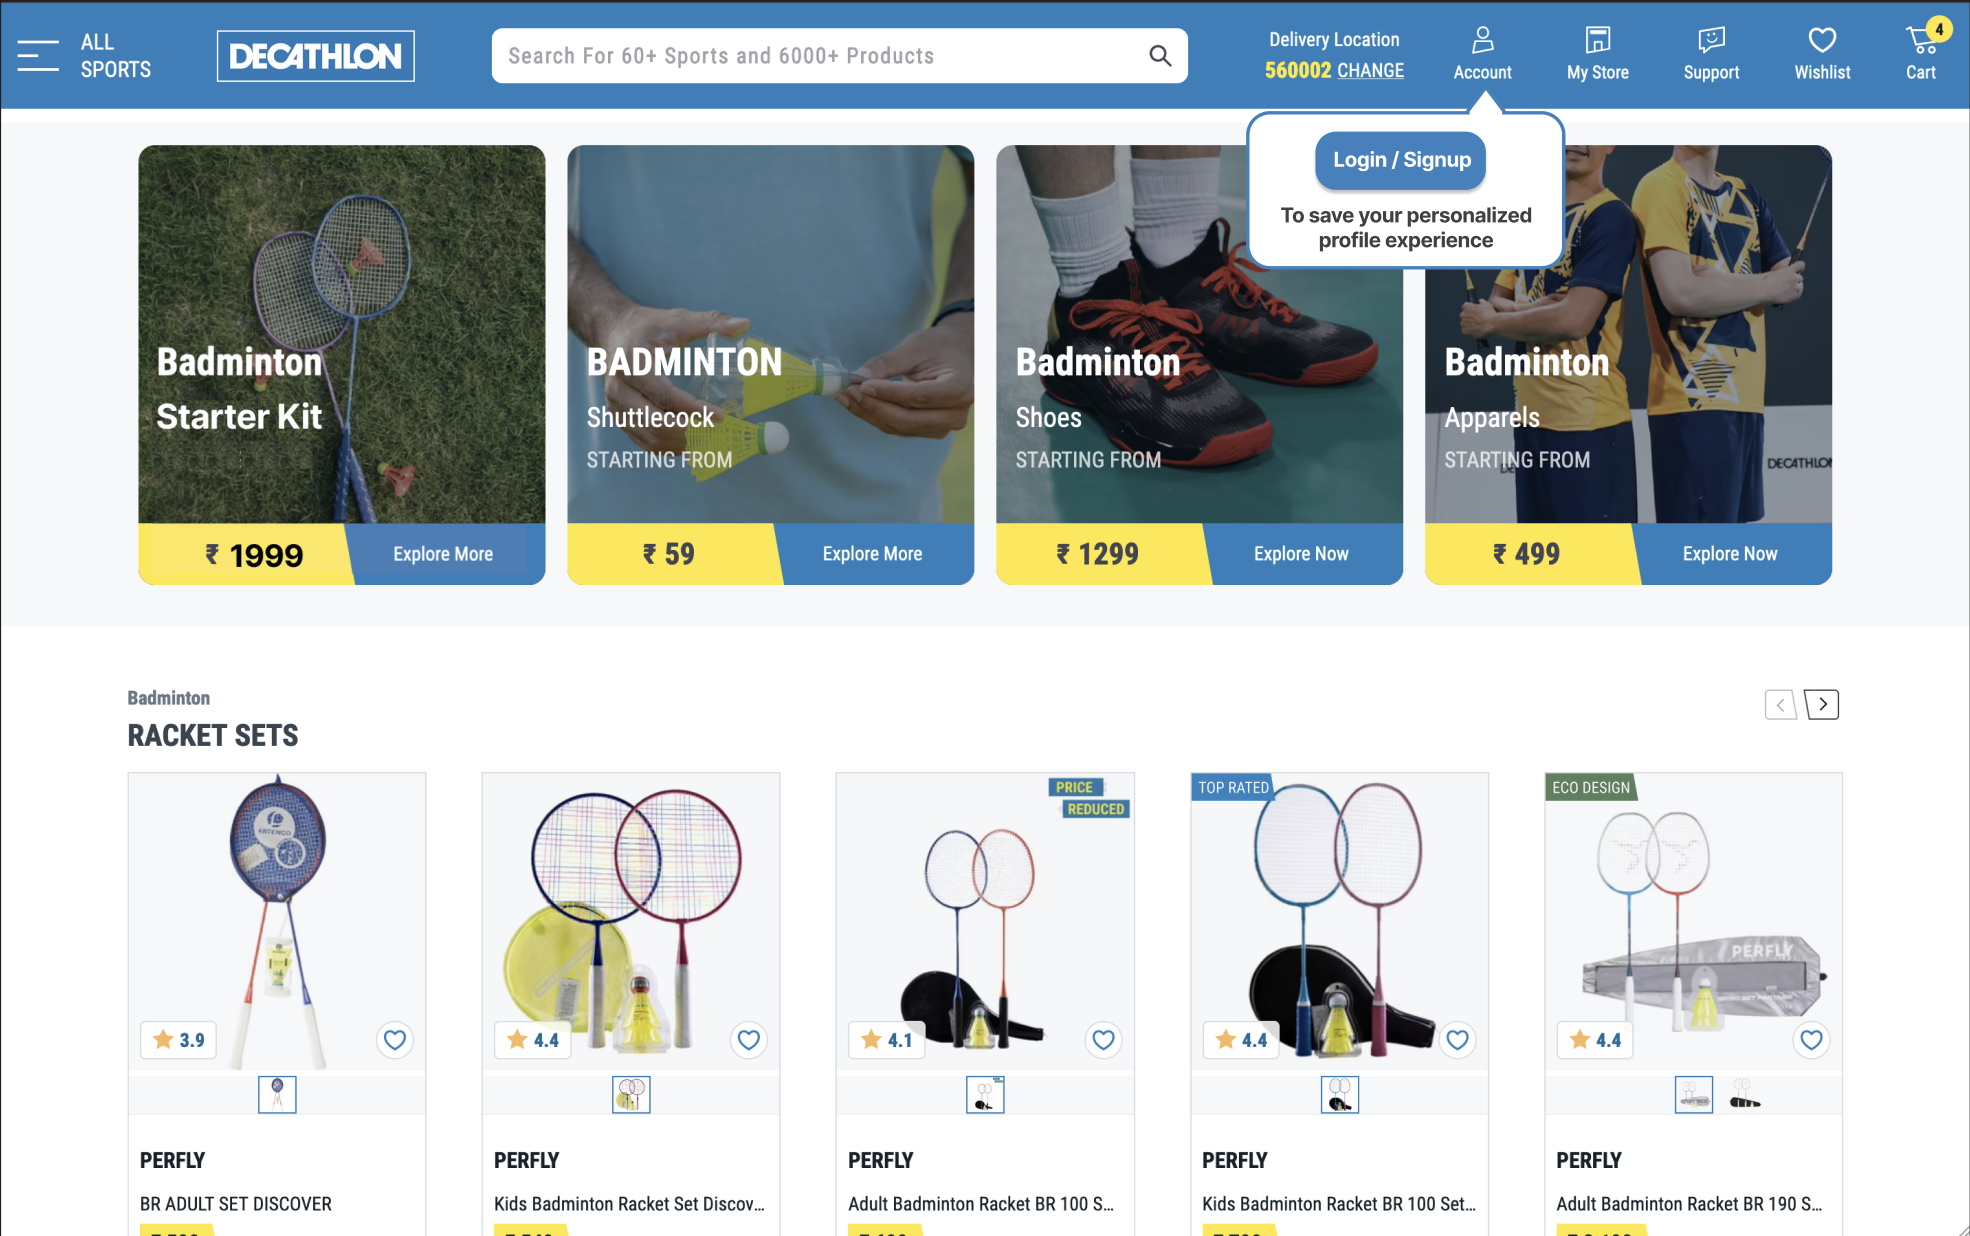 ALL
SPORTS
DECATHLON
Search For 60+ Sports and 6000+ Products
Delivery Location
560002 CHANGE
Account
My Store
Support
Wishlist
4
Cart
Login / Signup
To save your personalized
profile experience
Badminton
Starter Kit
₹ 1999
Explore More
BADMINTON
Shuttlecock
STARTING FROM
₹ 59
Explore More
Badminton
Shoes
STARTING FROM
₹ 1299
Explore Now
Badminton
Apparels
STARTING FROM
DECATHLON
₹ 499
Explore Now
Badminton
RACKET SETS
ARTENGO
3.9
PERFLY
BR ADULT SET DISCOVER
4.4
PERFLY
Kids Badminton Racket Set Discov...
PRICE
REDUCED
4.1
PERFLY
Adult Badminton Racket BR 100 S...
TOP RATED
4.4
PERFLY
Kids Badminton Racket BR 100 Set...
ECO DESIGN
PERFLY
4.4
PERFLY
Adult Badminton Racket BR 190 S...